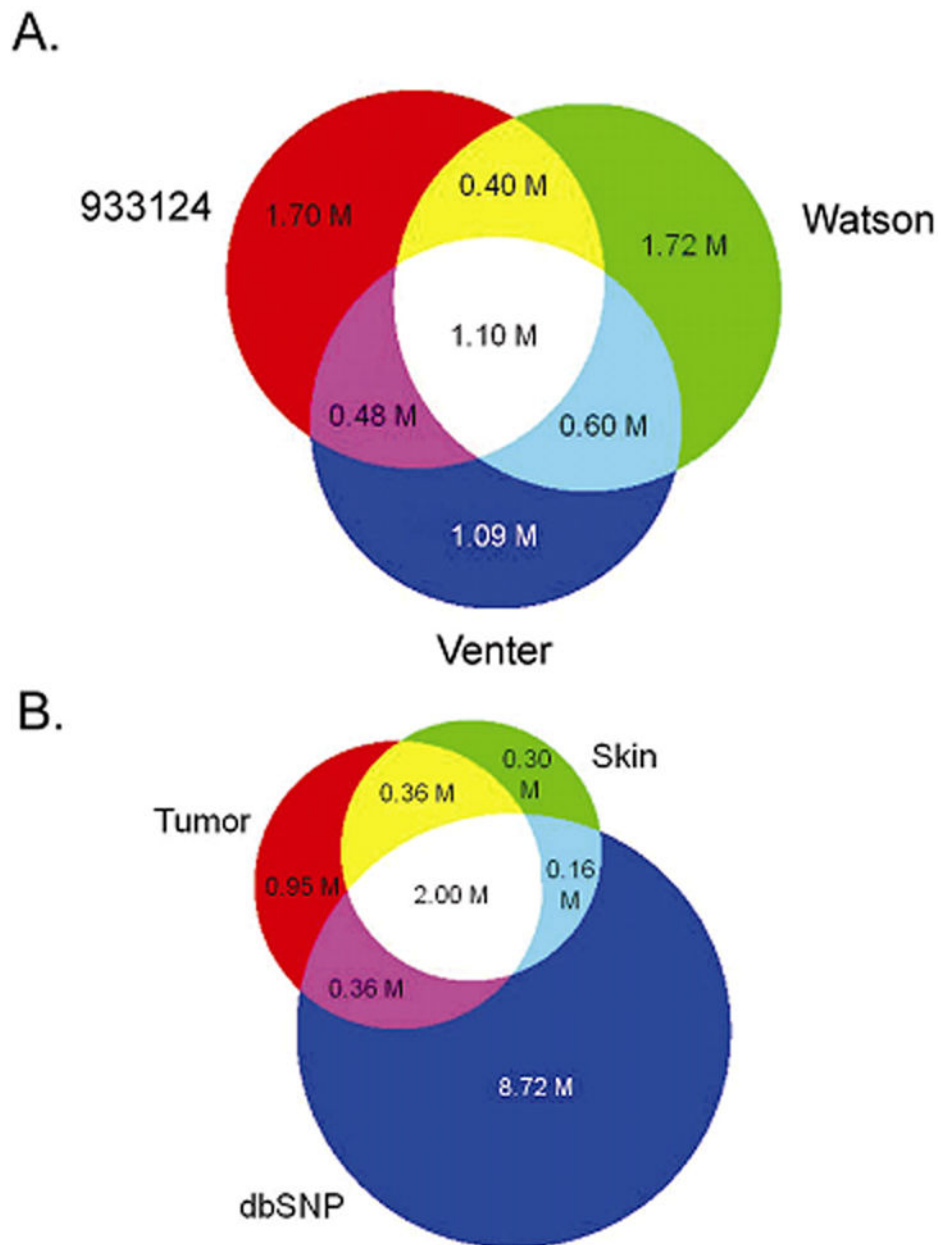 A.
933124
1.70 M
0.40 M
1.72 M
Watson
1.10 M
0.48 M
0.60 M
1.09 M
Venter
B.
Tumor
0.36 M
0.30
M
Skin
0.95 M
2.00 M
0.16
M
0.36 M
8.72 M
dbSNP